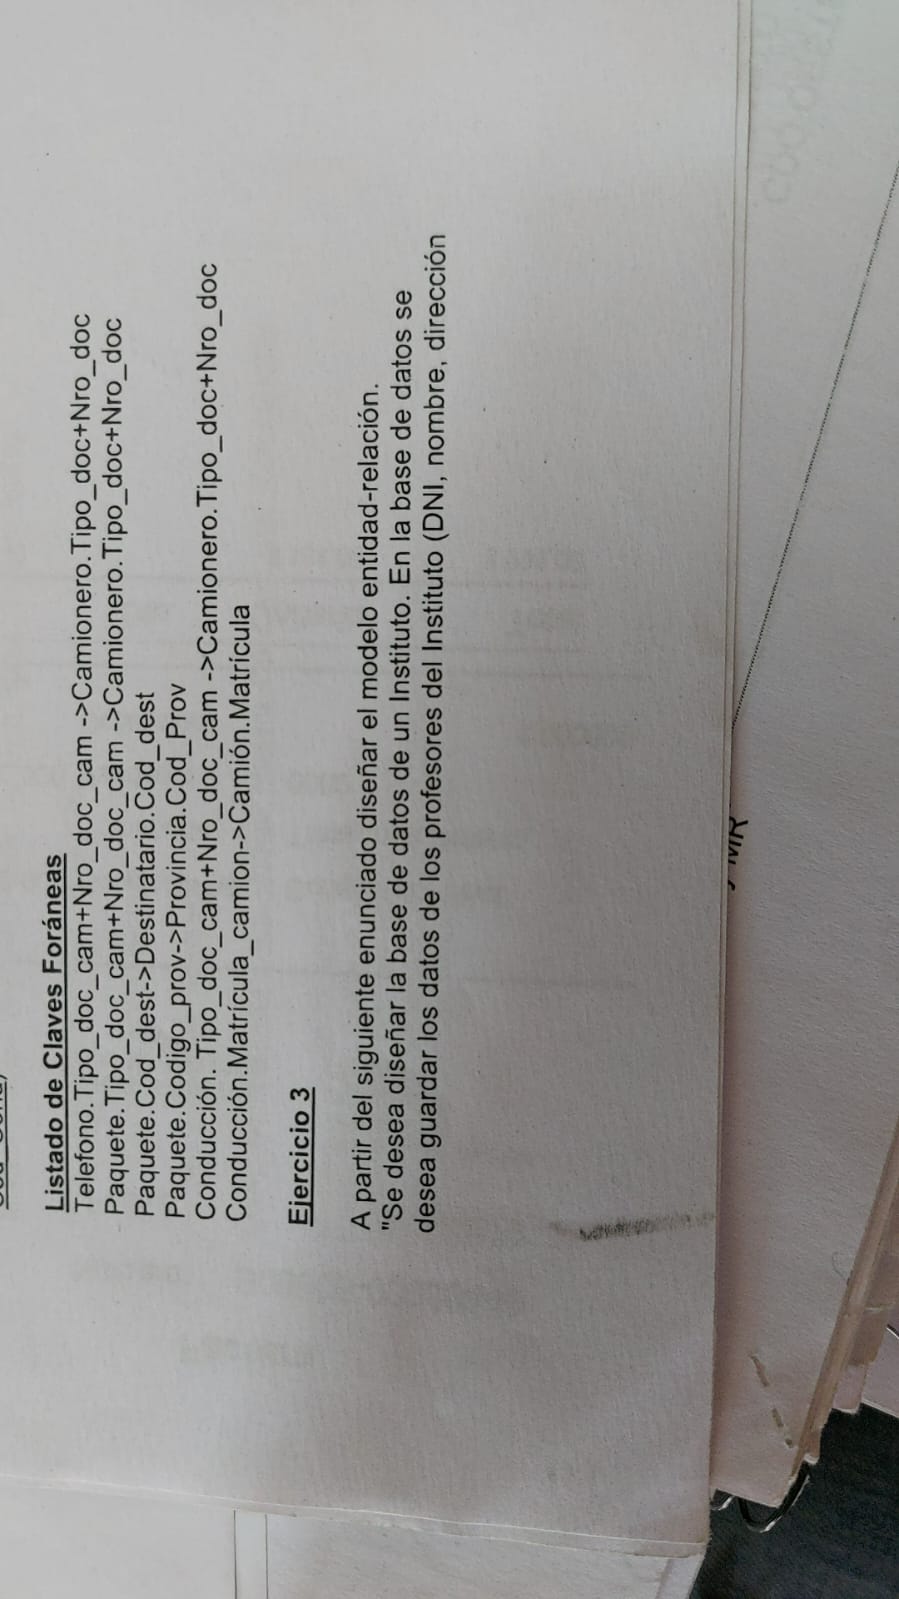 Listado de Claves Foráneas
Telefono.Tipo_doc_cam+Nro_doc_cam ->Camionero.Tipo_doc+Nro_doc
Paquete.Tipo_doc_cam+Nro_doc_cam ->Camionero.Tipo_doc+Nro_doc
Paquete.Cod_dest->Destinatario.Cod_dest
Paquete.Codigo_prov->Provincia.Cod_Prov
Conducción. Tipo_doc_cam+Nro_doc_cam ->Camionero.Tipo_doc+Nro_doc
Conducción.Matrícula_camion->Camión.Matrícula
Ejercicio 3
A partir del siguiente enunciado diseñar el modelo entidad-relación.
"Se desea diseñar la base de datos de un Instituto. En la base de datos se
desea guardar los datos de los profesores del Instituto (DNI, nombre, dirección